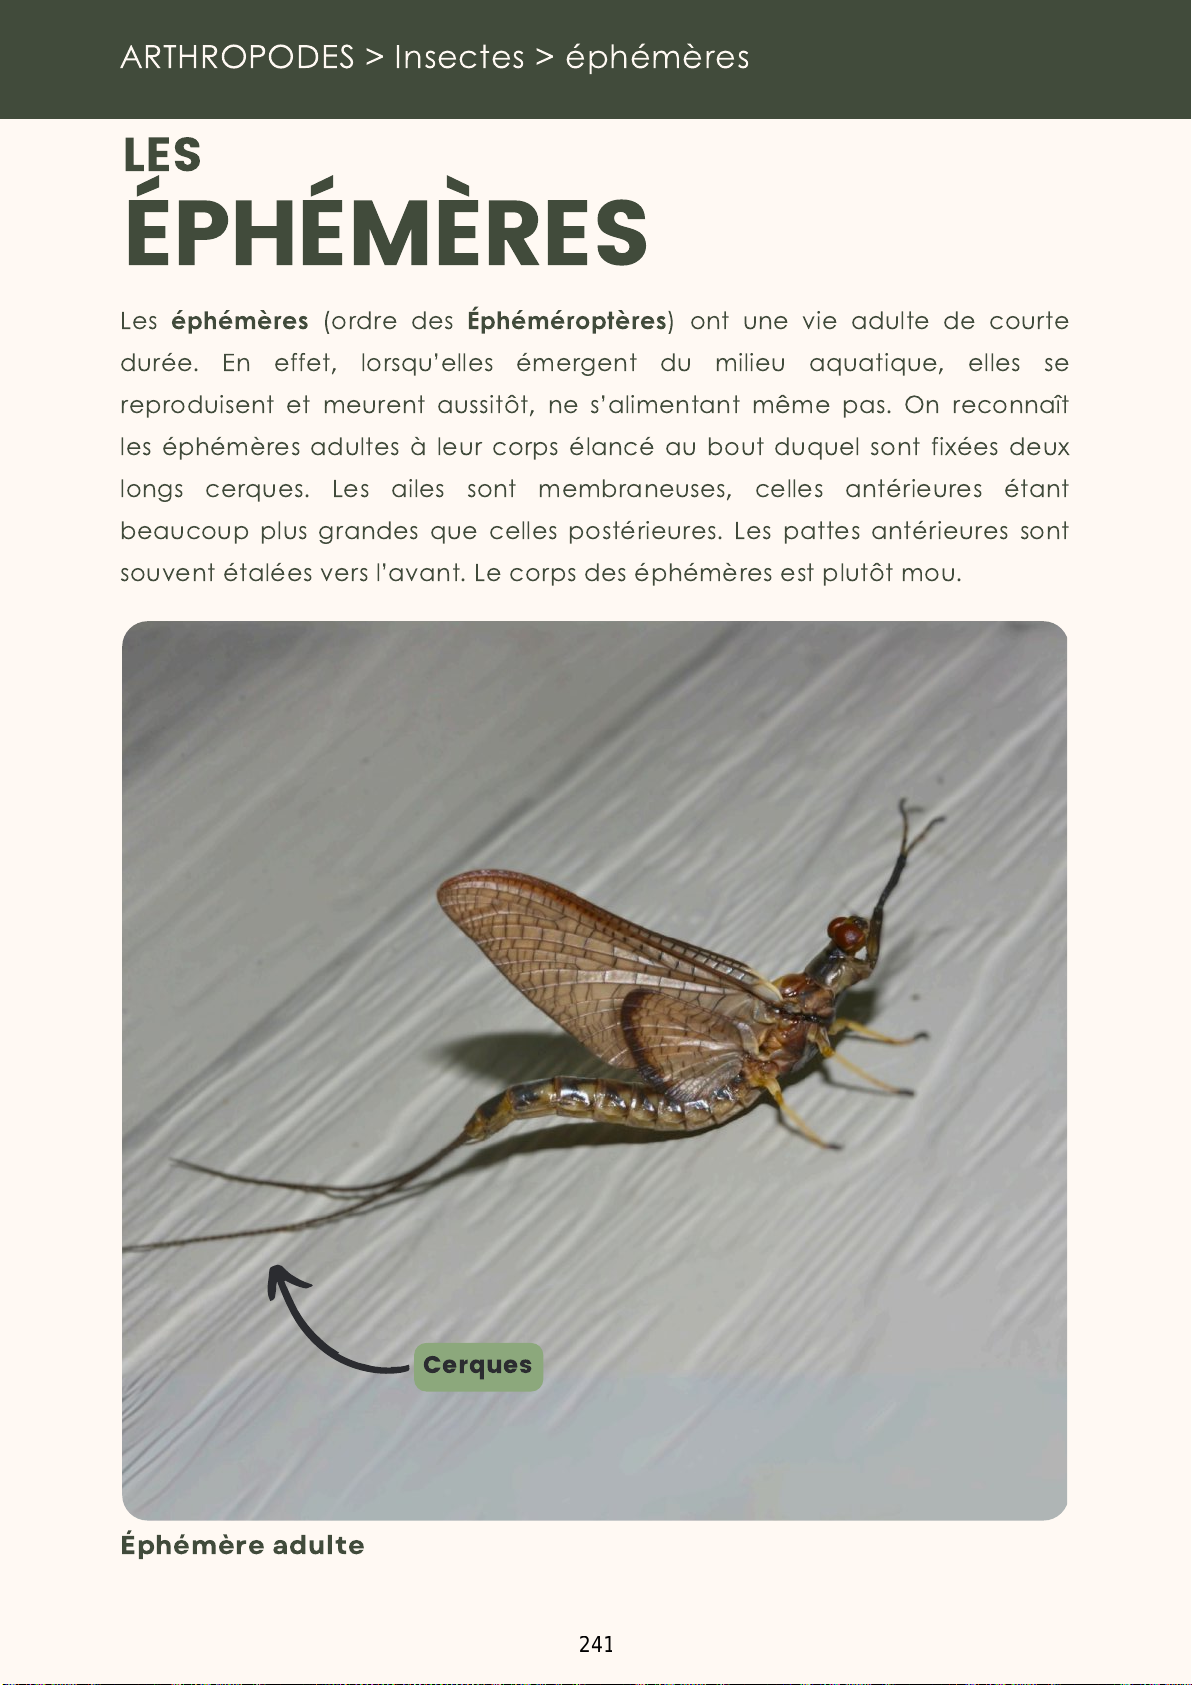 ARTHROPODES > Insectes > éphémères
LES
ÉPHÉMÈRES
Les éphémères (ordre des Éphéméroptères) ont une vie adulte de courte
durée. En effet, lorsqu’elles émergent du milieu aquatique, elles se
reproduisent et meurent aussitôt, ne s’alimentant même pas. On reconnaît
les éphémères adultes à leur corps élancé au bout duquel sont fixées deux
longs cerques. Les ailes sont membraneuses, celles antérieures étant
beaucoup plus grandes que celles postérieures. Les pattes antérieures sont
souvent étalées vers l’avant. Le corps des éphémères est plutôt mou.
Cerques
Éphémère adulte
241